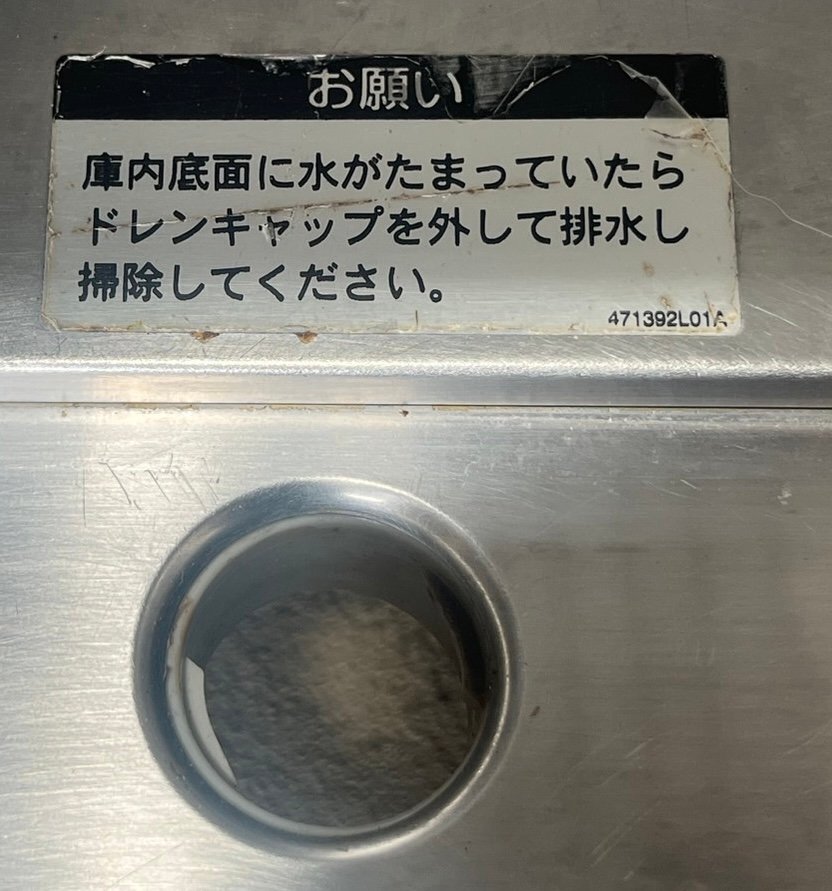 お願い
庫内底面に水がたまっていたら
ドレンキャップを外して排水し
掃除してください。
471392L01A